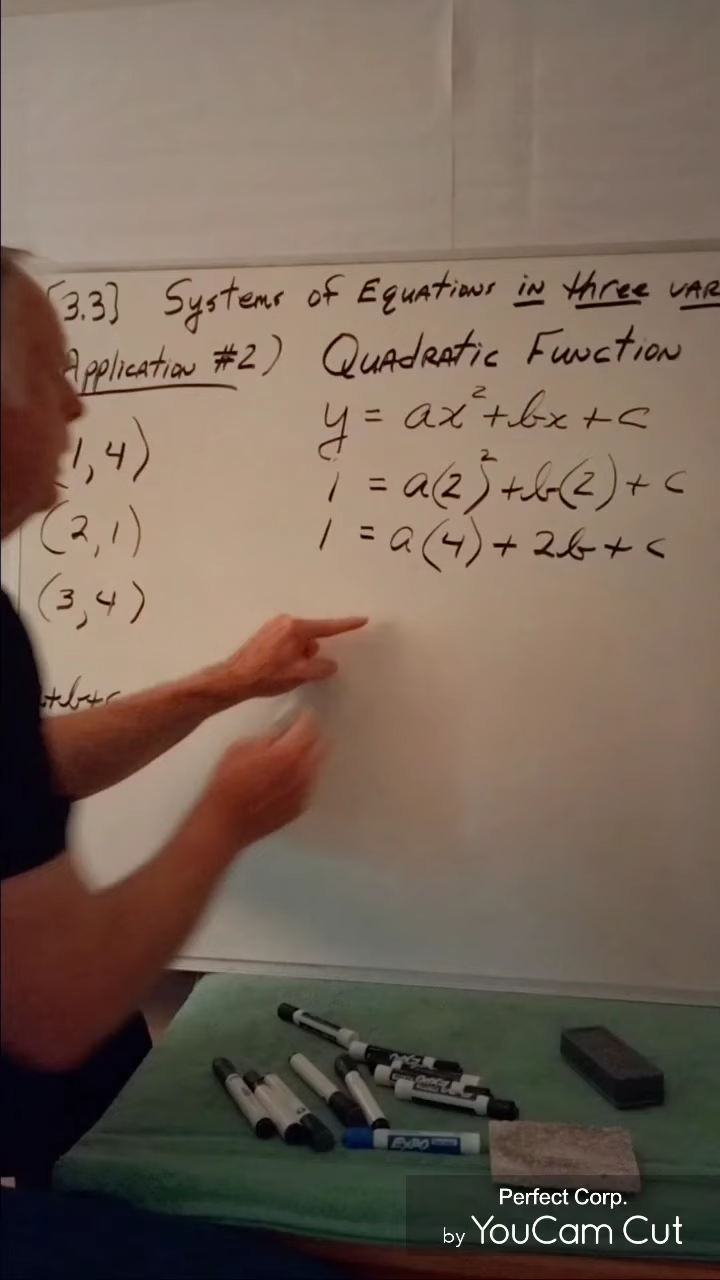 [3.3] Systems of Equations in three VAR
Application #2) Quadratic Function
y = ax²+bx+c
1,4)
1 = a(2)²+b(2)+c
(2,1)
1 = a(4)+2b+c
(3,4)
+b+c
EXPO
Perfect Corp.
by YouCam Cut